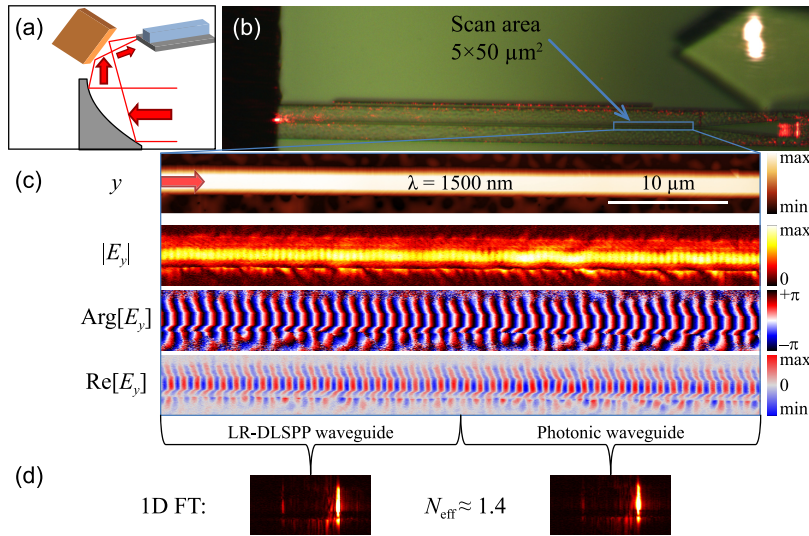 (a)
(b)
Scan area
5×50 µm²
(c)
y
λ = 1500 nm
10 µm
max
min
|E_y|
max
0
Arg[E_y]
+π
−π
Re[E_y]
max
0
min
LR-DLSPP waveguide
Photonic waveguide
(d)
1D FT:
N_eff ≈ 1.4